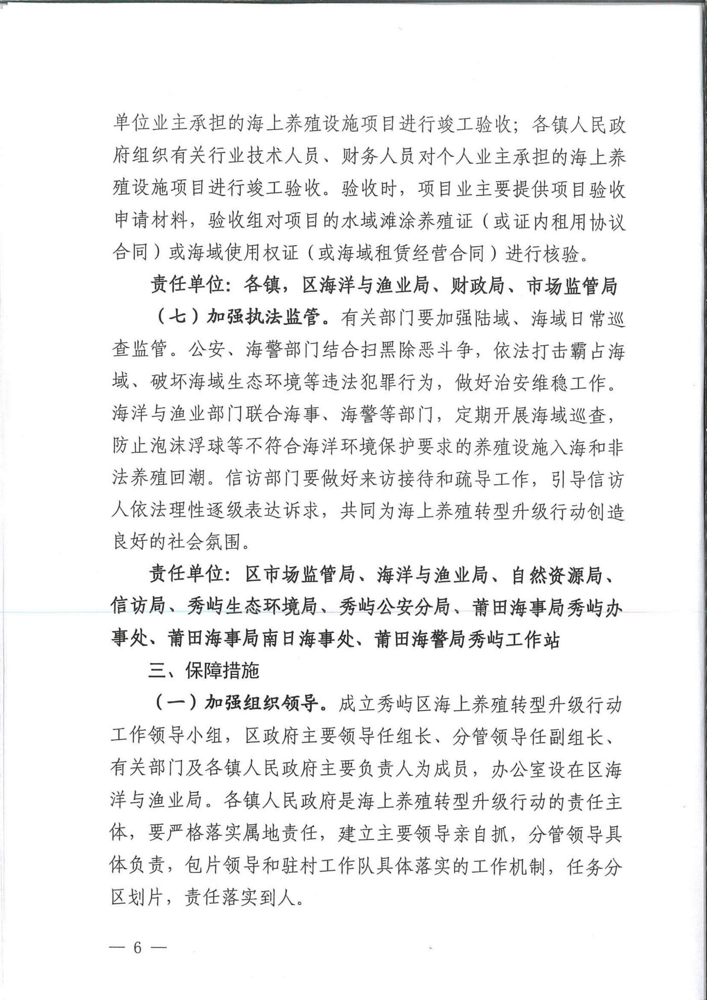 单位业主承担的海上养殖设施项目进行竣工验收；各镇人民政
府组织有关行业技术人员、财务人员对个人业主承担的海上养
殖设施项目进行竣工验收。验收时，项目业主要提供项目验收
申请材料，验收组对项目的水域滩涂养殖证（或证内租用协议
合同）或海域使用权证（或海域租赁经营合同）进行核验。
责任单位：各镇，区海洋与渔业局、财政局、市场监管局
（七）加强执法监管。有关部门要加强陆域、海域日常巡
查监管。公安、海警部门结合扫黑除恶斗争，依法打击霸占海
域、破坏海域生态环境等违法犯罪行为，做好治安维稳工作。
海洋与渔业部门联合海事、海警等部门，定期开展海域巡查，
防止泡沫浮球等不符合海洋环境保护要求的养殖设施入海和非
法养殖回潮。信访部门要做好来访接待和疏导工作，引导信访
人依法理性逐级表达诉求，共同为海上养殖转型升级行动创造
良好的社会氛围。
责任单位：区市场监管局、海洋与渔业局、自然资源局、
信访局、秀屿生态环境局、秀屿公安分局、莆田海事局秀屿办
事处、莆田海事局南日海事处、莆田海警局秀屿工作站
三、保障措施
（一）加强组织领导。成立秀屿区海上养殖转型升级行动
工作领导小组，区政府主要领导任组长、分管领导任副组长、
有关部门及各镇人民政府主要负责人为成员，办公室设在区海
洋与渔业局。各镇人民政府是海上养殖转型升级行动的责任主
体，要严格落实属地责任，建立主要领导亲自抓，分管领导具
体负责，包片领导和驻村工作队具体落实的工作机制，任务分
区划片，责任落实到人。
— 6 —